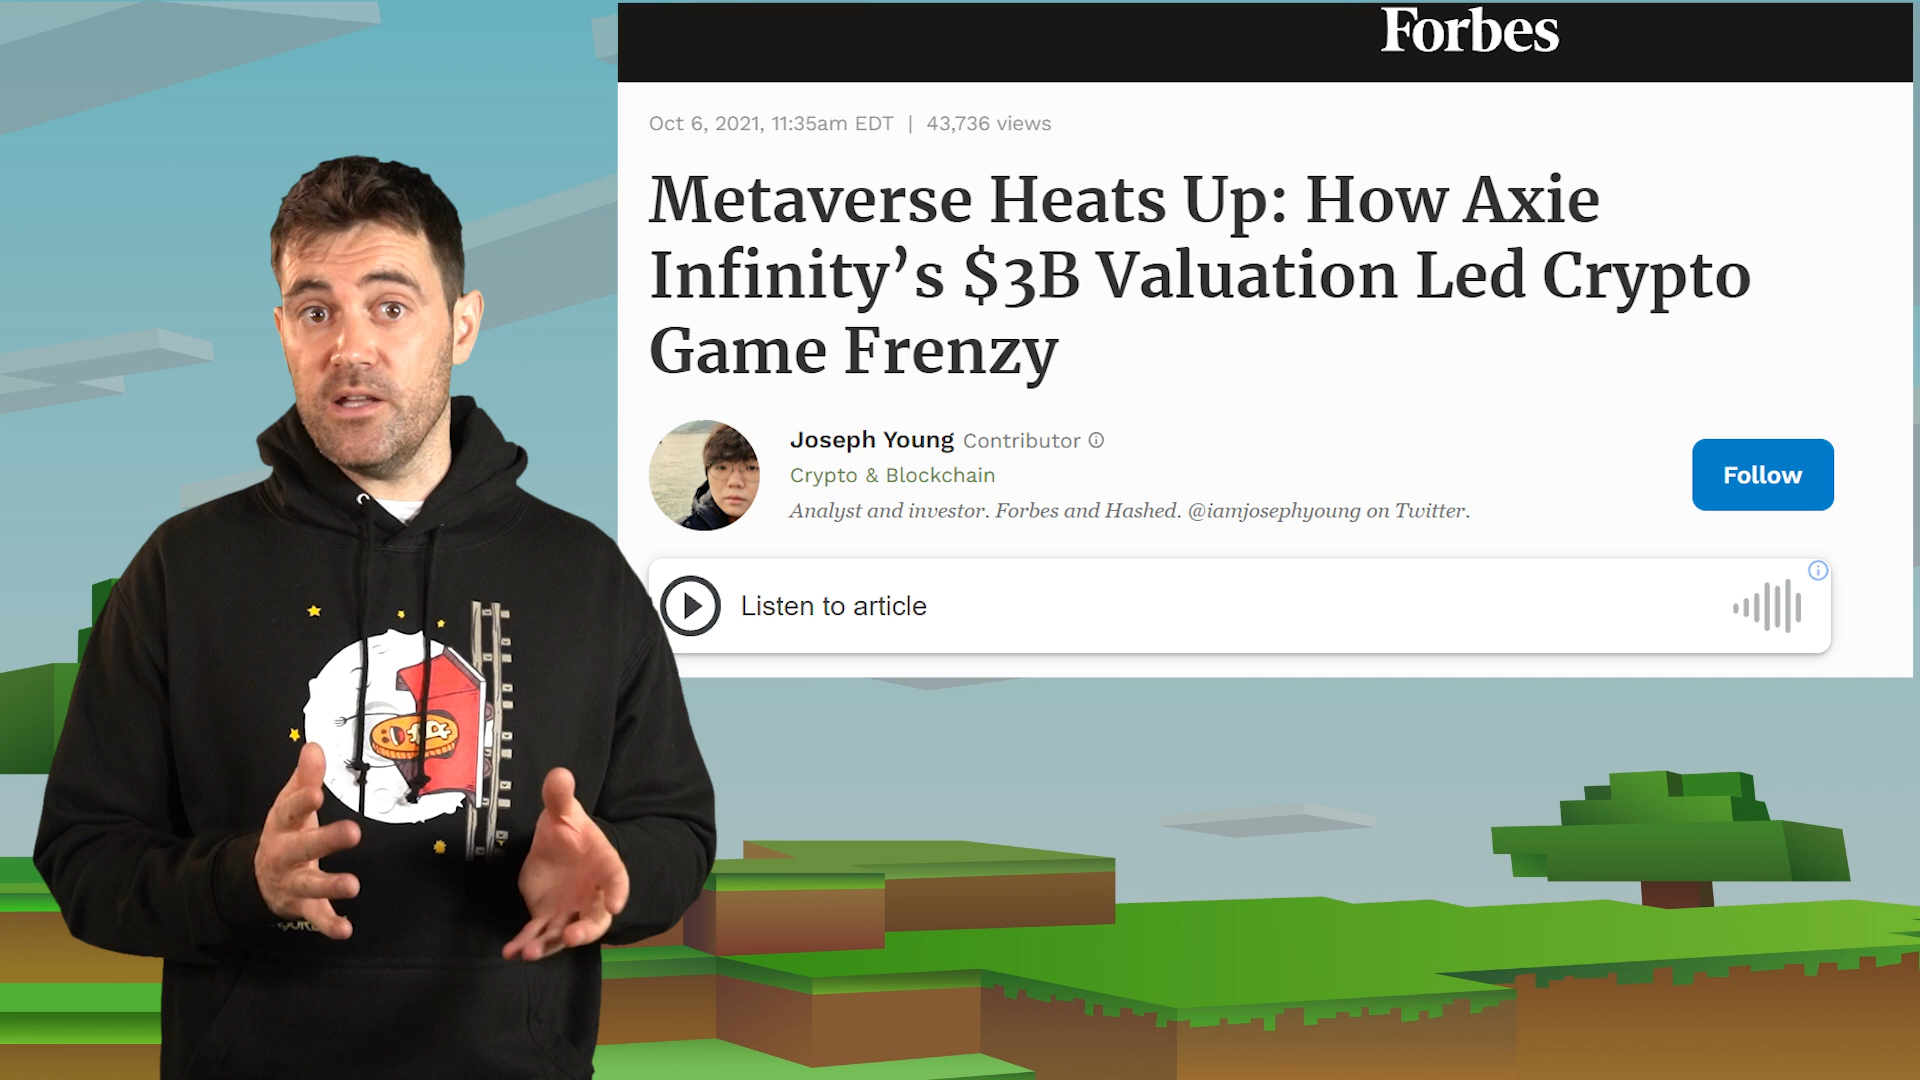 Forbes
Oct 6, 2021, 11:35am EDT | 43,736 views
Metaverse Heats Up: How Axie
Infinity’s $3B Valuation Led Crypto
Game Frenzy
Joseph Young Contributor
Crypto & Blockchain
Analyst and investor. Forbes and Hashed. @iamjosephyoung on Twitter.
Follow
Listen to article